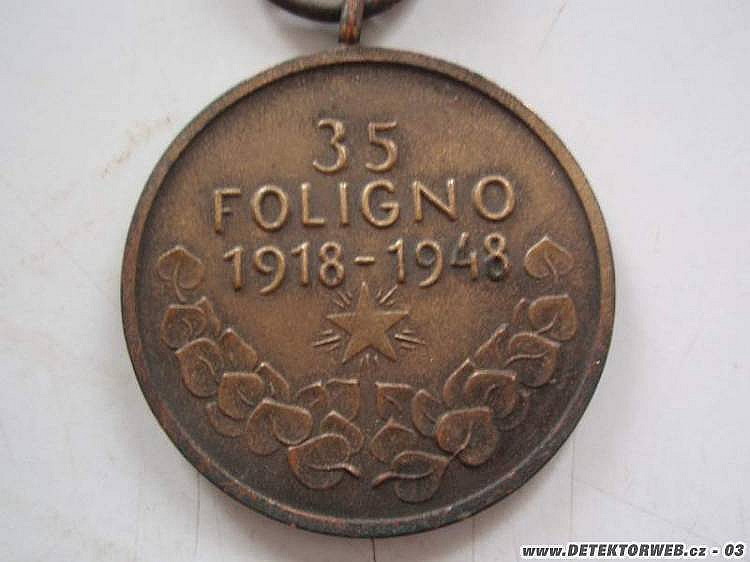 35
FOLIGNO
1918-1948
www.DETEKTORWEB.cz - 03